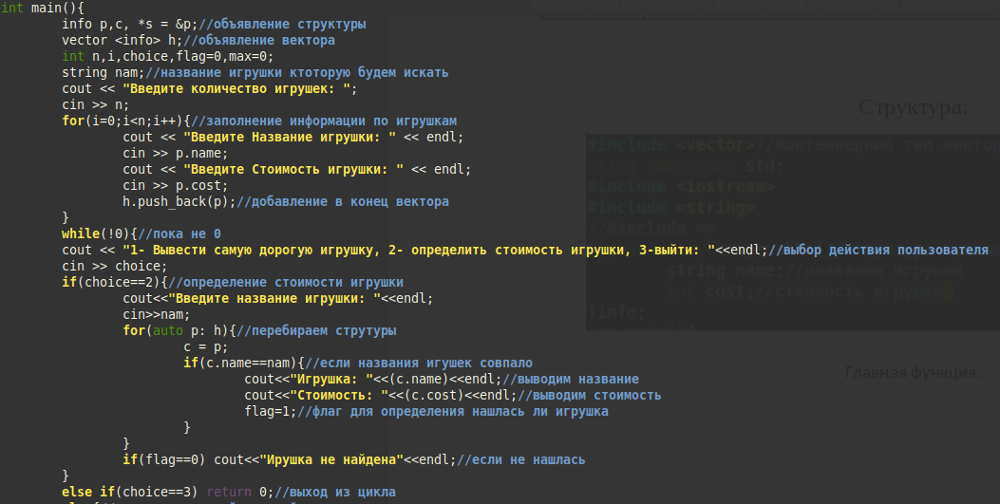 int main(){
info p,c, *s = &p;//объявление структуры
vector <info> h;//объявление вектора
int n,i,choice,flag=0,max=0;
string nam;//название игрушки ктоторую будем искать
cout << "Введите количество игрушек: ";
cin >> n;
for(i=0;i<n;i++){//заполнение информации по игрушкам
cout << "Введите Название игрушки: " << endl;
cin >> p.name;
cout << "Введите Стоимость игрушки: " << endl;
cin >> p.cost;
h.push_back(p);//добавление в конец вектора
}
while(!0){//пока не 0
cout << "1- Вывести самую дорогую игрушку, 2- определить стоимость игрушки, 3-выйти: "<<endl;//выбор действия пользователя
cin >> choice;
if(choice==2){//определение стоимости игрушки
cout<<"Введите название игрушки: "<<endl;
cin>>nam;
for(auto p: h){//перебираем струтуры
c = p;
if(c.name==nam){//если названия игушек совпало
cout<<"Игрушка: "<<(c.name)<<endl;//выводим название
cout<<"Стоимость: "<<(c.cost)<<endl;//выводим стоимость
flag=1;//флаг для определения нашлась ли игрушка
}
}
if(flag==0) cout<<"Ирушка не найдена"<<endl;//если не нашлась
}
else if(choice==3) return 0;//выход из цикла
Структура:
#include <vector>//Контейнерный тип вектор
std;
#include <iostream>
#include <string>
//#include <>
string name;//название игрушки
int cost;//стоимость игрушки
}info;
Главная функция: